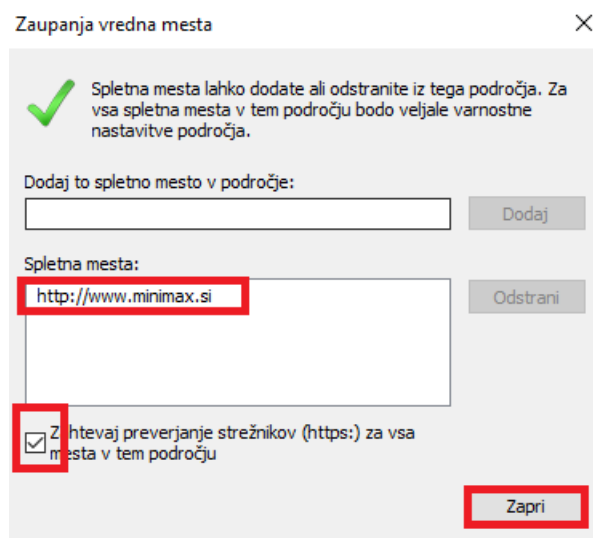 Zaupanja vredna mesta
Spletna mesta lahko dodate ali odstranite iz tega področja. Za
vsa spletna mesta v tem področju bodo veljale varnostne
nastavitve področja.
Dodaj to spletno mesto v področje:
Dodaj
Spletna mesta:
http://www.minimax.si
Odstrani
Zahtevaj preverjanje strežnikov (https:) za vsa
mesta v tem področju
Zapri